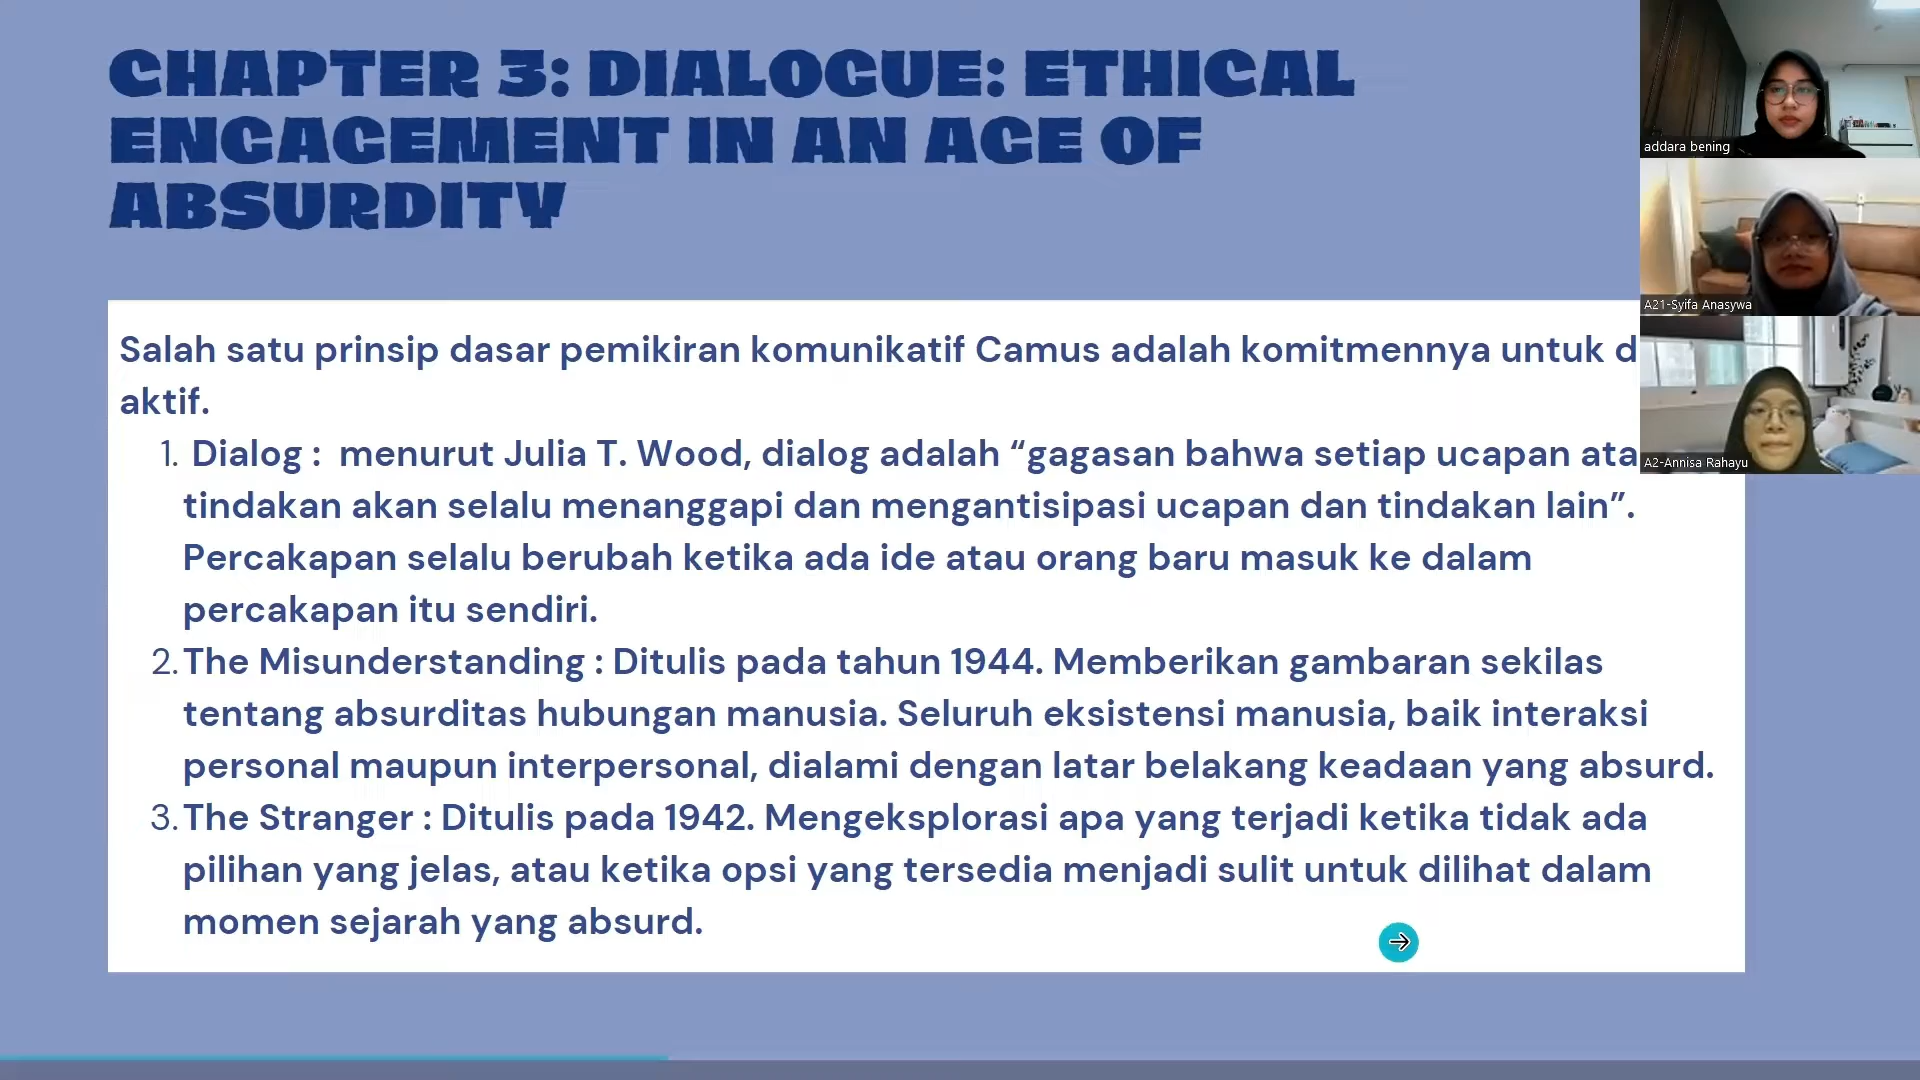 CHAPTER 3: DIALOGUE: ETHICAL
ENGAGEMENT IN AN AGE OF
ABSURDITY
Salah satu prinsip dasar pemikiran komunikatif Camus adalah komitmennya untuk d
aktif.
1. Dialog : menurut Julia T. Wood, dialog adalah “gagasan bahwa setiap ucapan ata
tindakan akan selalu menanggapi dan mengantisipasi ucapan dan tindakan lain”.
Percakapan selalu berubah ketika ada ide atau orang baru masuk ke dalam
percakapan itu sendiri.
2. The Misunderstanding : Ditulis pada tahun 1944. Memberikan gambaran sekilas
tentang absurditas hubungan manusia. Seluruh eksistensi manusia, baik interaksi
personal maupun interpersonal, dialami dengan latar belakang keadaan yang absurd.
3. The Stranger : Ditulis pada 1942. Mengeksplorasi apa yang terjadi ketika tidak ada
pilihan yang jelas, atau ketika opsi yang tersedia menjadi sulit untuk dilihat dalam
momen sejarah yang absurd.
addara bening
A21-Syifa Anasywa
A2-Annisa Rahayu